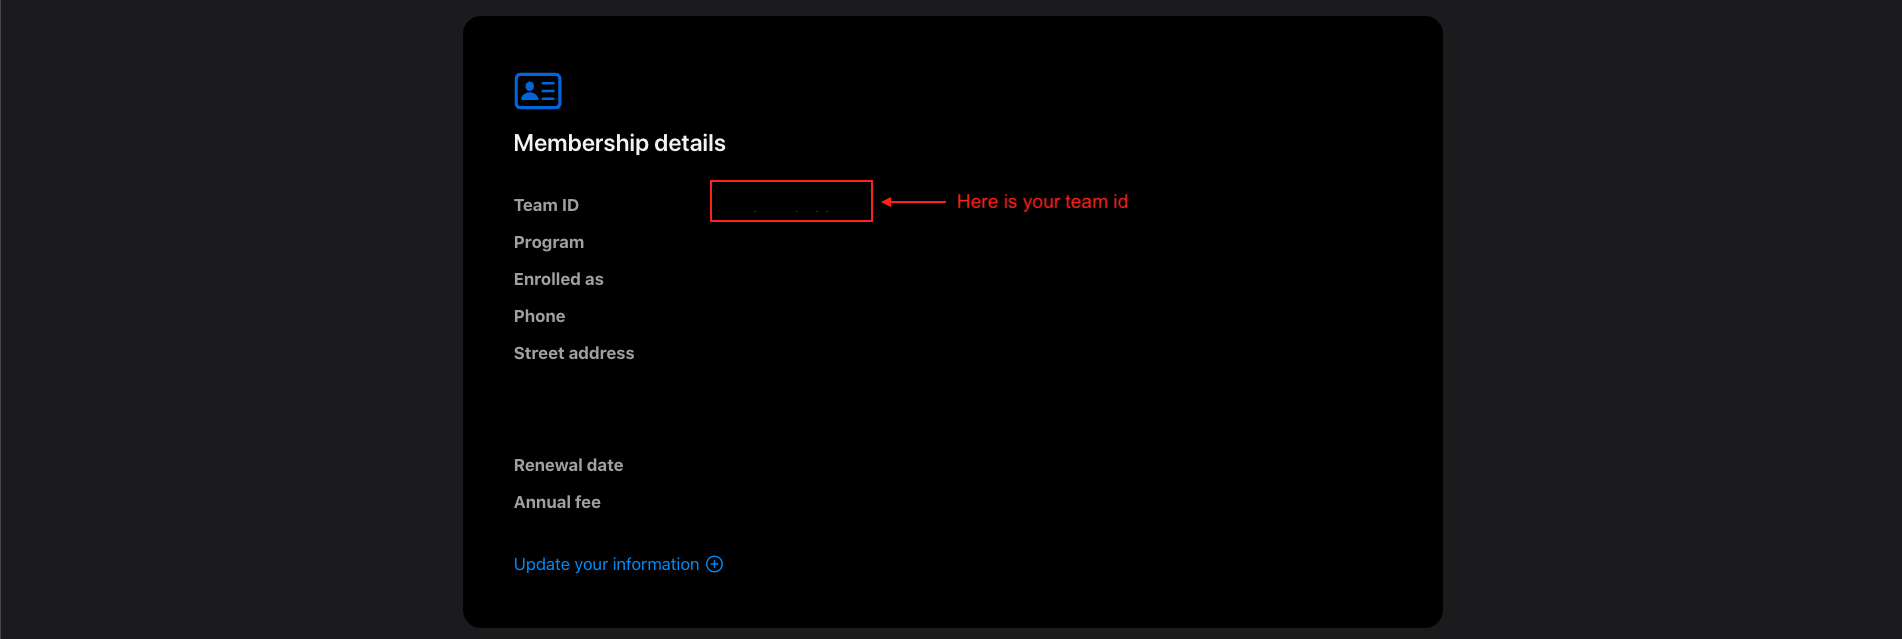 Membership details
Team ID
Here is your team id
Program
Enrolled as
Phone
Street address
Renewal date
Annual fee
Update your information